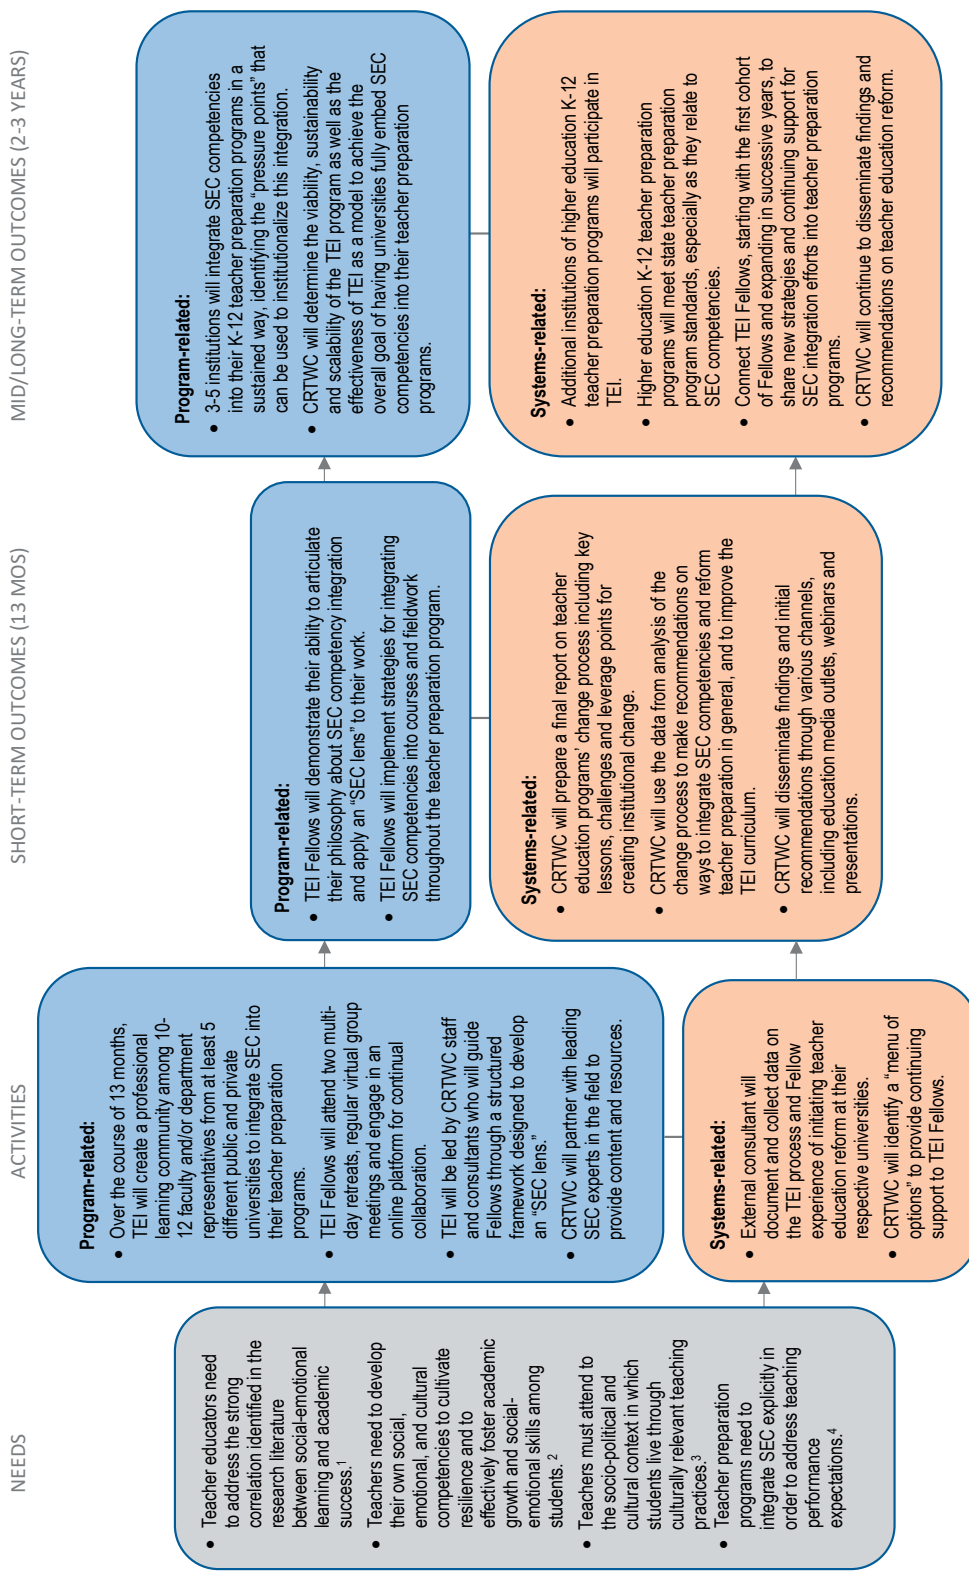 NEEDS
ACTIVITIES
SHORT-TERM OUTCOMES (13 MOS)
MID/LONG-TERM OUTCOMES (2-3 YEARS)
• Teacher educators need
to address the strong
correlation identified in the
research literature
between social-emotional
learning and academic
success.1
• Teachers need to develop
their own social,
emotional, and cultural
competencies to cultivate
resilience and to
effectively foster academic
growth and social-
emotional skills among
students. 2
• Teachers must attend to
the socio-political and
cultural context in which
students live through
culturally relevant teaching
practices.3
• Teacher preparation
programs need to
integrate SEC explicitly in
order to address teaching
performance
expectations.4
Program-related:
• Over the course of 13 months,
TEI will create a professional
learning community among 10-
12 faculty and/or department
representatives from at least 5
different public and private
universities to integrate SEC into
their teacher preparation
programs.
• TEI Fellows will attend two multi-
day retreats, regular virtual group
meetings and engage in an
online platform for continual
collaboration.
• TEI will be led by CRTWC staff
and consultants who will guide
Fellows through a structured
framework designed to develop
an “SEC lens”.
• CRTWC will partner with leading
SEC experts in the field to
provide content and resources.
Systems-related:
• External consultant will
document and collect data on
the TEI process and Fellow
experience of initiating teacher
education reform at their
respective universities.
• CRTWC will identify a “menu of
options” to provide continuing
support to TEI Fellows.
Program-related:
• TEI Fellows will demonstrate their ability to articulate
their philosophy about SEC competency integration
and apply an “SEC lens” to their work.
• TEI Fellows will implement strategies for integrating
SEC competencies into courses and fieldwork
throughout the teacher preparation program.
Systems-related:
• CRTWC will prepare a final report on teacher
education programs’ change process including key
lessons, challenges and leverage points for
creating institutional change.
• CRTWC will use the data from analysis of the
change process to make recommendations on
ways to integrate SEC competencies and reform
teacher preparation in general, and to improve the
TEI curriculum.
• CRTWC will disseminate findings and initial
recommendations through various channels,
including education media outlets, webinars and
presentations.
Program-related:
• 3-5 institutions will integrate SEC competencies
into their K-12 teacher preparation programs in a
sustained way, identifying the “pressure points” that
can be used to institutionalize this integration.
• CRTWC will determine the viability, sustainability
and scalability of the TEI program as well as the
effectiveness of TEI as a model to achieve the
overall goal of having universities fully embed SEC
competencies into their teacher preparation
programs.
Systems-related:
• Additional institutions of higher education K-12
teacher preparation programs will participate in
TEI.
• Higher education K-12 teacher preparation
programs will meet state teacher preparation
program standards, especially as they relate to
SEC competencies.
• Connect TEI Fellows, starting with the first cohort
of Fellows and expanding in successive years, to
share new strategies and continuing support for
SEC integration efforts into teacher preparation
programs.
• CRTWC will continue to disseminate findings and
recommendations on teacher education reform.